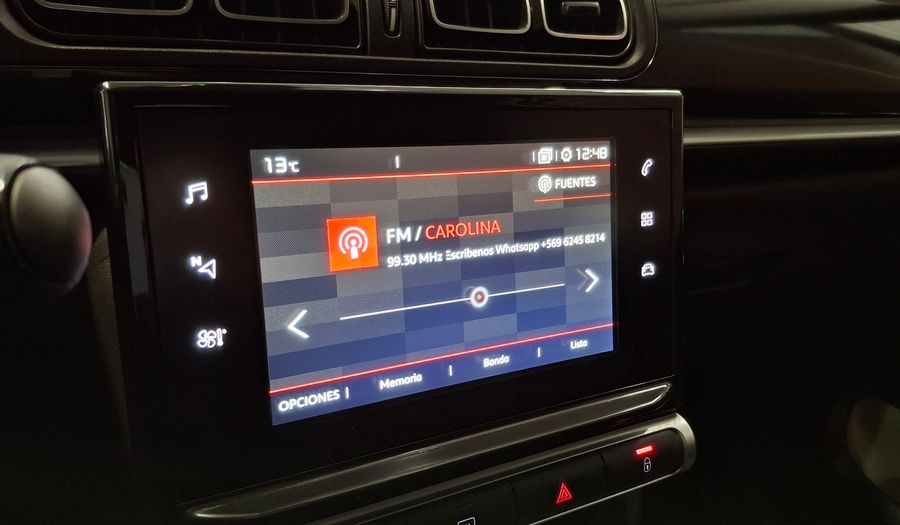 13°C
12:48
FUENTES
FM / CAROLINA
99.30 MHz Escribenos Whatsapp +569 6245 8214
N
OPCIONES Memoria Banda Lista